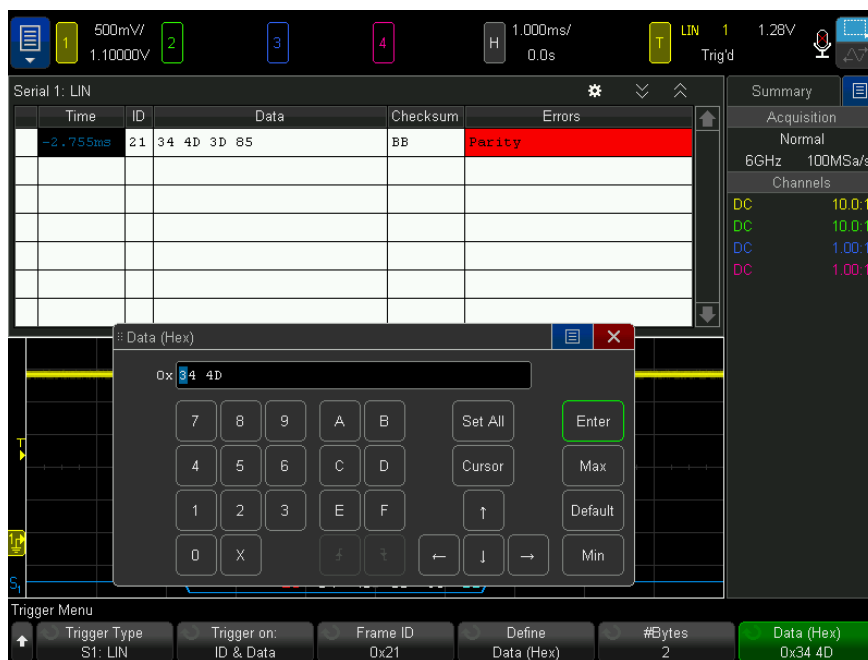 1 500mV/ 2 3 4 H 1.000ms/ T LIN 1 1.28V
1.10000V 0.0s Trig'd
Serial 1: LIN Summary
Time ID Data Checksum Errors Acquisition
-2.755ms 21 34 4D 3D 85 BB Parity Normal
6GHz 100MSa/s
Channels
DC 10.0:1
DC 10.0:1
DC 1.00:1
DC 1.00:1
Data (Hex)
0x 34 4D
7 8 9 A B Set All Enter
4 5 6 C D Cursor Max
1 2 3 E F ↑ Default
0 X ← ↓ → Min
T
1
S1
Trigger Menu
Trigger Type Trigger on: Frame ID Define #Bytes Data (Hex)
S1: LIN ID & Data 0x21 Data (Hex) 2 0x34 4D